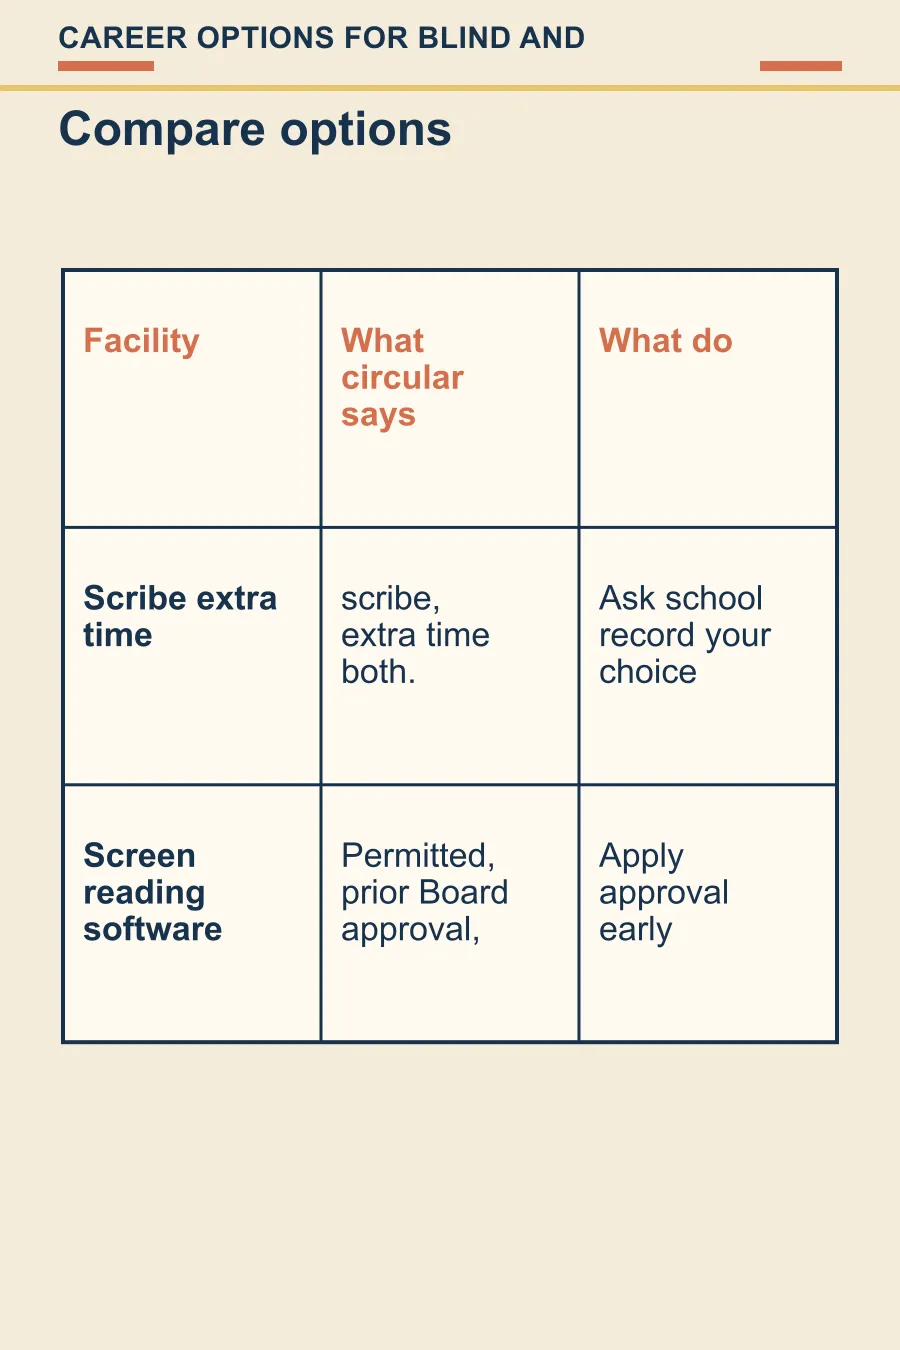 CAREER OPTIONS FOR BLIND AND
Compare options
Facility
What
circular
says
What do
Scribe extra
time
scribe,
extra time
both.
Ask school
record your
choice
Screen
reading
software
Permitted,
prior Board
approval,
Apply
approval
early